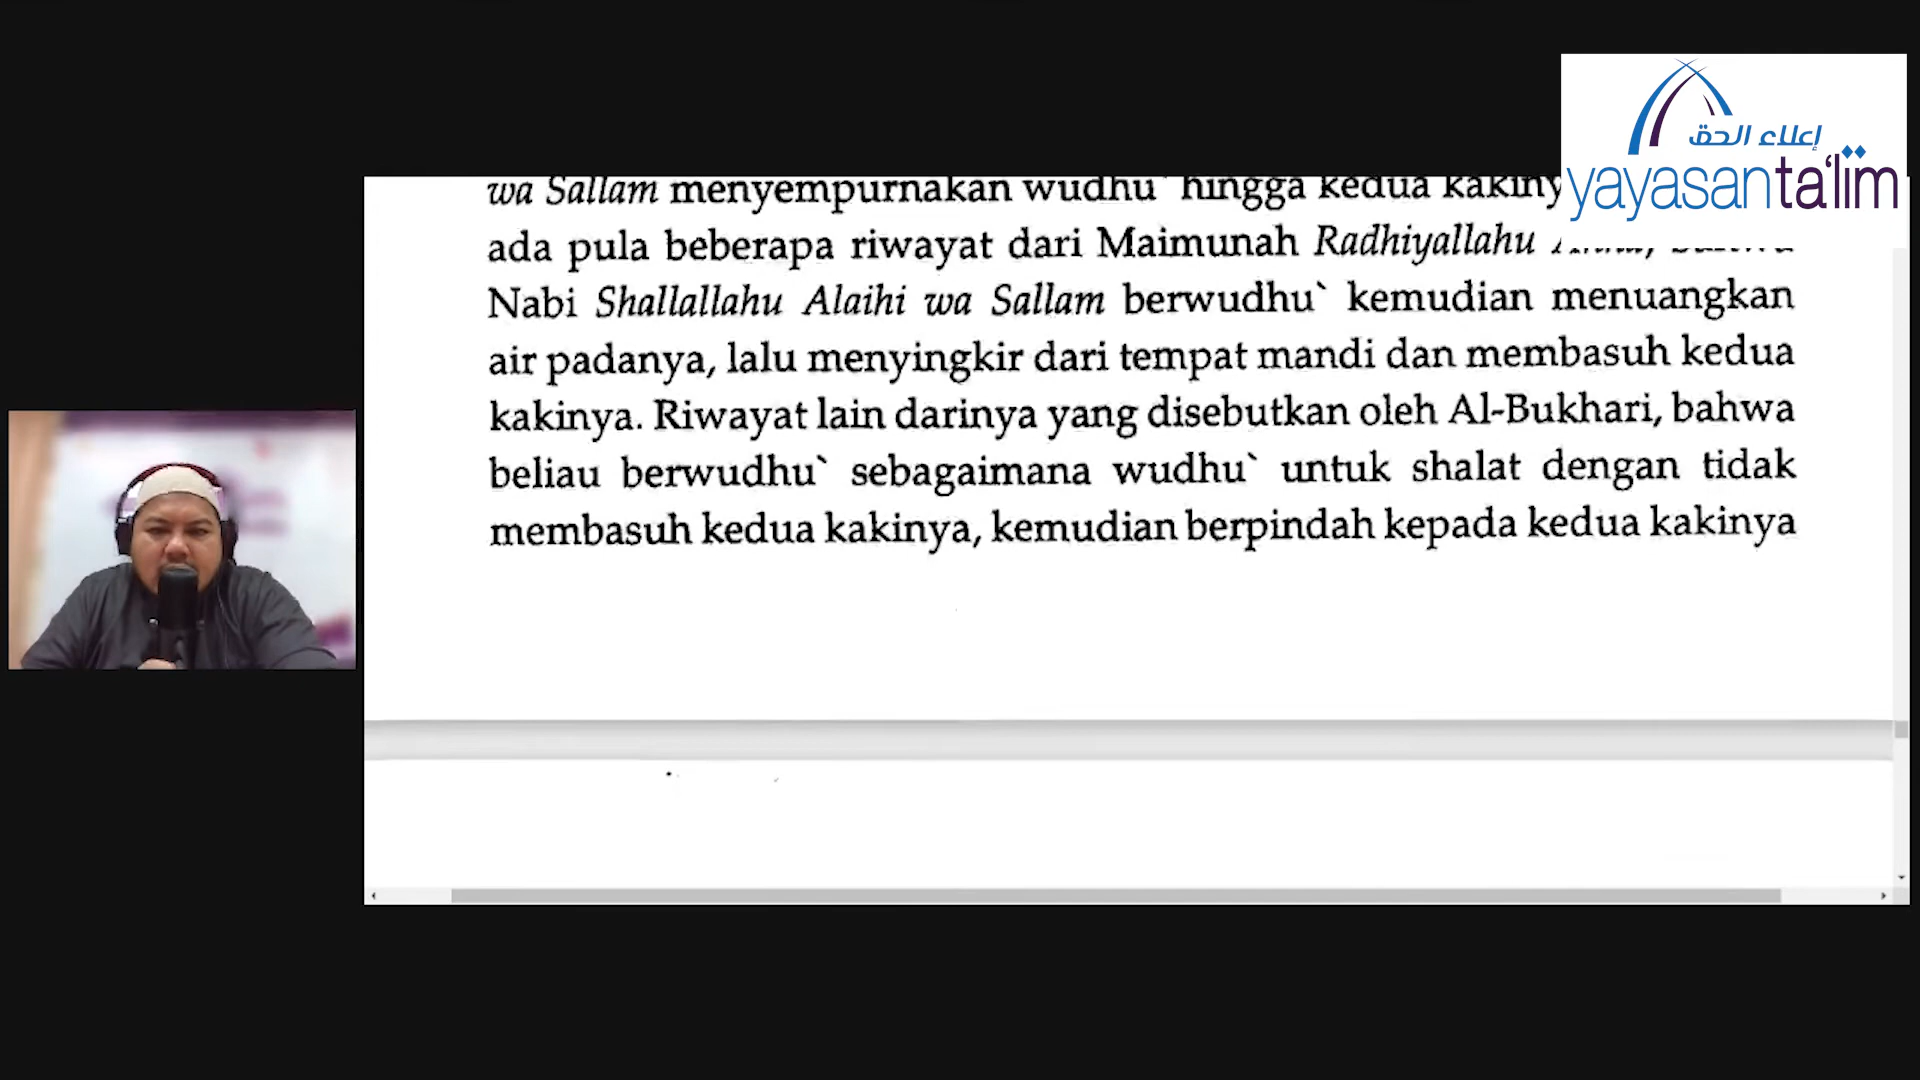 إعلاء الحق
yayasanta'lim
wa Sallam menyempurnakan wudhu` hingga kedua
ada pula beberapa riwayat dari Maimunah Radhiyallahu
Nabi Shallallahu Alaihi wa Sallam berwudhu` kemudian menuangkan
air padanya, lalu menyingkir dari tempat mandi dan membasuh kedua
kakinya. Riwayat lain darinya yang disebutkan oleh Al-Bukhari, bahwa
beliau berwudhu` sebagaimana wudhu` untuk shalat dengan tidak
membasuh kedua kakinya, kemudian berpindah kepada kedua kakinya